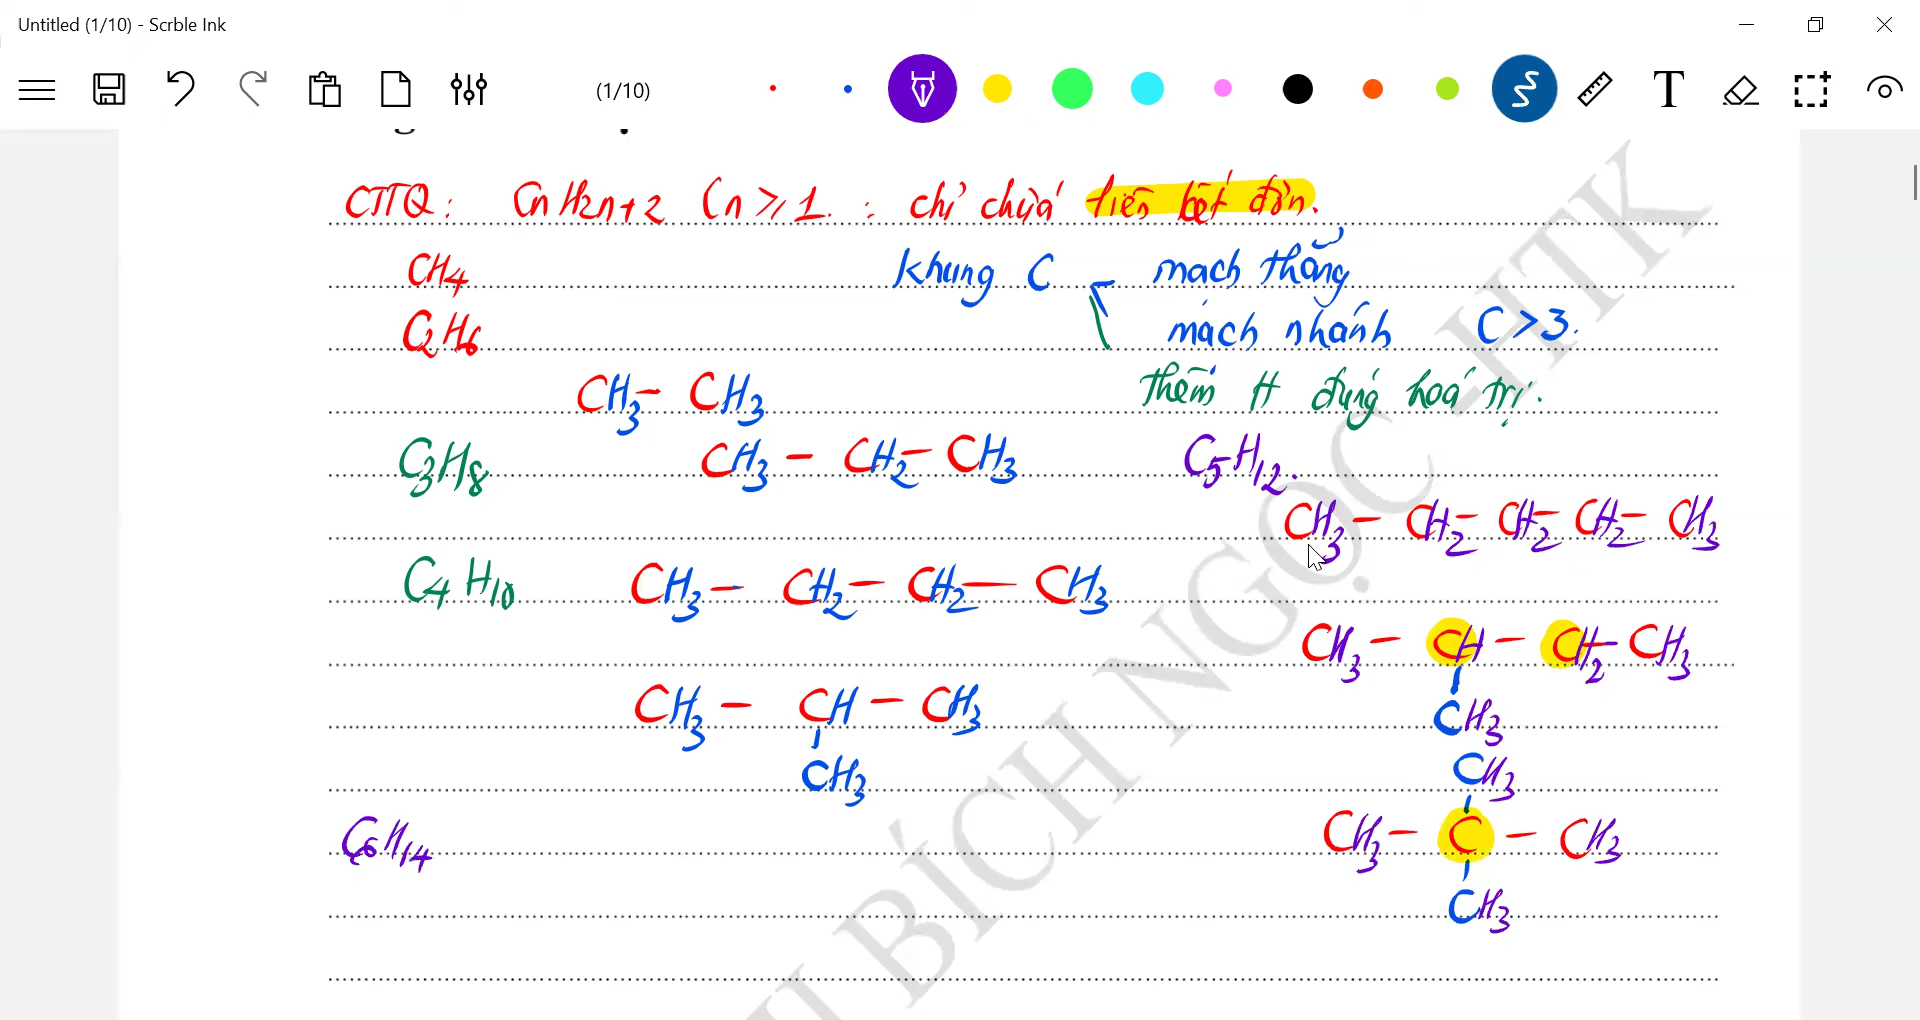 Untitled (1/10) - Scrble Ink
(1/10)
T
CTTQ : CnH2n+2 (n ⩾ 1. : chỉ chứa liên kết đơn.
CH4
khung C mạch thẳng
C2H6
mạch nhánh C > 3.
CH3 - CH3
thêm H đúng hoá trị.
C3H8
CH3 - CH2 - CH3
C5H12.
CH3 - CH2 - CH2 - CH2 - CH3
C4H10
CH3 - CH2 - CH2 - CH3
CH3 - CH - CH2 - CH3
CH3
CH3 - CH - CH3
CH3
CH3
C6H14
CH3 - C - CH3
CH3
BÍCH NGỌC - HTK